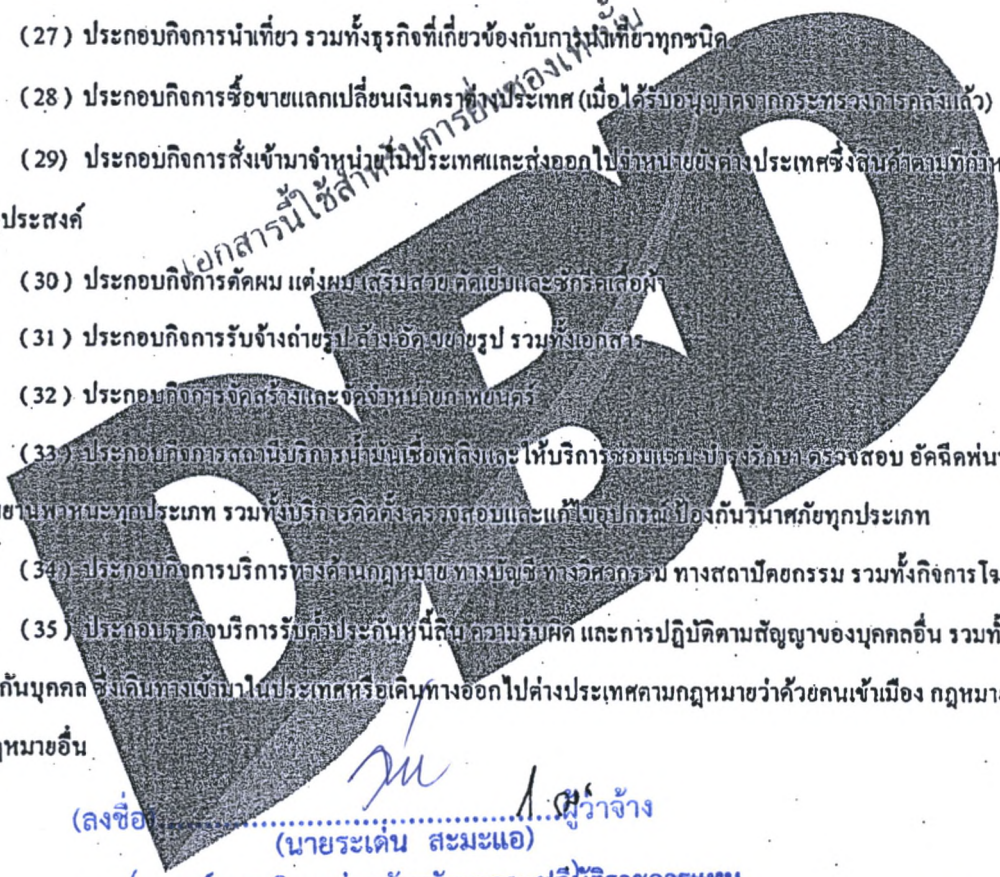 (27) ประกอบกิจการนำเที่ยว รวมทั้งธุรกิจที่เกี่ยวข้องกับการนำเที่ยวทุกชนิด
(28) ประกอบกิจการซื้อขายแลกเปลี่ยนเงินตราต่างประเทศ (เมื่อได้รับอนุญาตจากกระทรวงการคลังแล้ว)
(29) ประกอบกิจการสั่งเข้ามาจำหน่ายในประเทศและส่งออกไปจำหน่ายยังต่างประเทศซึ่งสินค้าตามที่กำห
ประสงค์
เอกสารนี้ใช้สำหรับการยื่นซองเท่านั้น
(30) ประกอบกิจการตัดผม แต่งผม เสริมสวย ตัดเย็บและซักรีดเสื้อผ้า
(31) ประกอบกิจการรับจ้างถ่ายรูป ล้าง อัด ขยายรูป รวมทั้งเอกสาร
(32) ประกอบกิจการจัดสร้างและจัดจำหน่ายภาพยนตร์
(33) ประกอบกิจการสถานีบริการน้ำมันเชื้อเพลิงและให้บริการซ่อมแซมบำรุงรักษา ตรวจสอบ อัดฉีดพ่น
ยานพาหนะทุกประเภท รวมทั้งบริการติดตั้ง ตรวจสอบและแก้ไขอุปกรณ์ป้องกันวินาศภัยทุกประเภท
(34) ประกอบกิจการบริการทางด้านกฎหมาย ทางบัญชี ทางวิศวกรรม ทางสถาปัตยกรรม รวมทั้งกิจการโฆ
(35) ประกอบธุรกิจบริการรับค้ำประกันหนี้สิน ความรับผิด และการปฏิบัติตามสัญญาของบุคคลอื่น รวมทั้
กันบุคคล ซึ่งเดินทางเข้ามาในประเทศหรือเดินทางออกไปต่างประเทศตามกฎหมายว่าด้วยคนเข้าเมือง กฎหมาย
ฎหมายอื่น
DBD
(ลงชื่อ)..............................ผู้ว่าจ้าง
(นายระเด่น สะมะแอ)